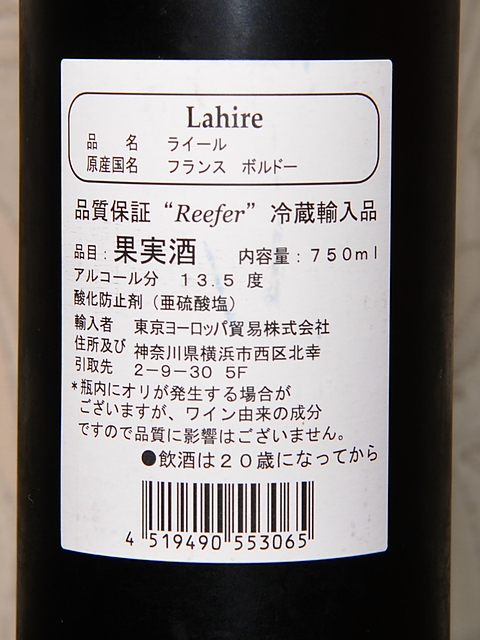 Lahire
品 名 ライール
原産国名 フランス ボルドー
品質保証 “Reefer” 冷蔵輸入品
品目：果実酒 内容量：750ml
アルコール分 13.5 度
酸化防止剤（亜硫酸塩）
輸入者 東京ヨーロッパ貿易株式会社
住所及び 神奈川県横浜市西区北幸
引取先 2-9-30 5F
*瓶内にオリが発生する場合が
ございますが、ワイン由来の成分
ですので品質に影響はございません。
●飲酒は20歳になってから
4 519490 553065